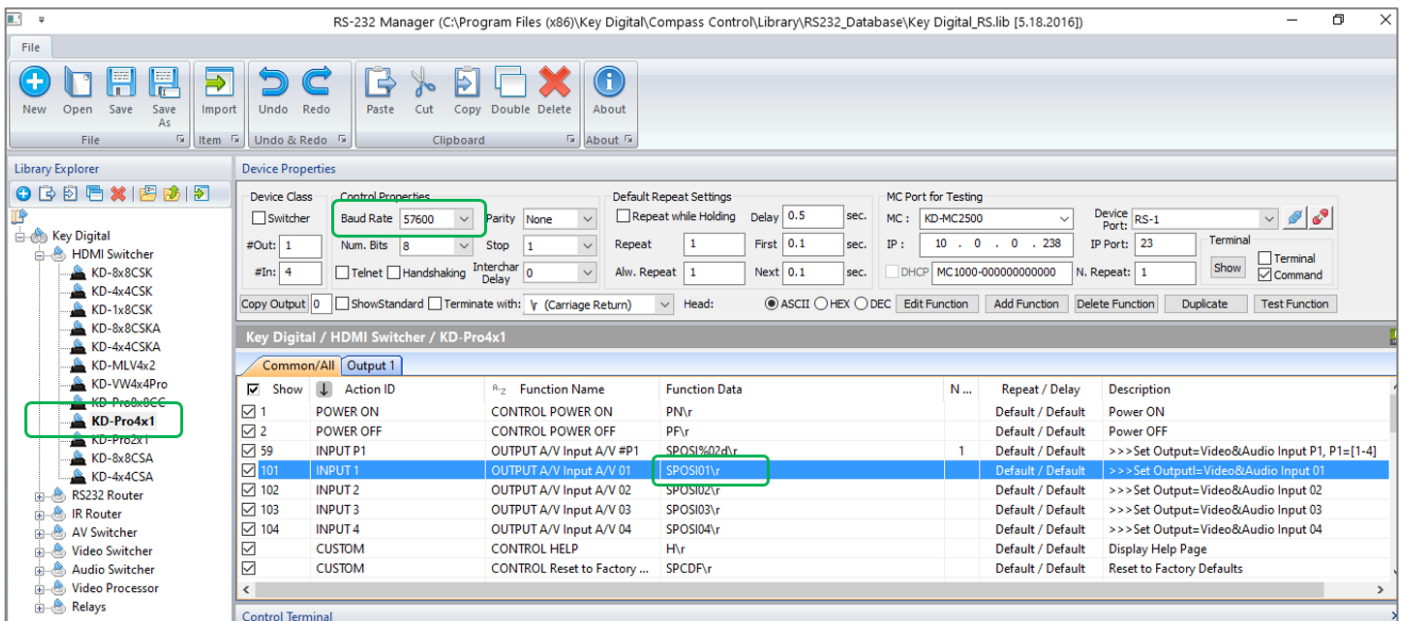 RS-232 Manager (C:\Program Files (x86)\Key Digital\Compass Control\Library\RS232_Database\Key Digital_RS.lib [5.18.2016])
File
New Open Save Save As Import Undo Redo Paste Cut Copy Double Delete About
File Item Undo & Redo Clipboard About
Library Explorer
Key Digital
HDMI Switcher
KD-8x8CSK
KD-4x4CSK
KD-1x8CSK
KD-8x8CSKA
KD-4x4CSKA
KD-MLV4x2
KD-VW4x4Pro
KD-Pro8x8CC
KD-Pro4x1
KD-Pro2x1
KD-8x8CSA
KD-4x4CSA
RS232 Router
IR Router
AV Switcher
Video Switcher
Audio Switcher
Video Processor
Relays
Device Properties
Device Class Control Properties Default Repeat Settings MC Port for Testing
Switcher Baud Rate 57600 Parity None Repeat while Holding Delay 0.5 sec. MC : KD-MC2500 Device Port: RS-1
#Out: 1 Num. Bits 8 Stop 1 Repeat 1 First 0.1 sec. IP : 10 . 0 . 0 . 238 IP Port: 23 Terminal Terminal
#In: 4 Telnet Handshaking Interchar Delay 0 Alw. Repeat 1 Next 0.1 sec. DHCP MC1000-000000000000 N. Repeat: 1 Show Command
Copy Output 0 ShowStandard Terminate with: \r (Carriage Return) Head: ASCII HEX DEC Edit Function Add Function Delete Function Duplicate Test Function
Key Digital / HDMI Switcher / KD-Pro4x1
Common/All Output 1
Show Action ID Function Name Function Data N ... Repeat / Delay Description
1 POWER ON CONTROL POWER ON PN\r Default / Default Power ON
2 POWER OFF CONTROL POWER OFF PF\r Default / Default Power OFF
59 INPUT P1 OUTPUT A/V Input A/V #P1 SPOSI%02d\r 1 Default / Default >>>Set Output=Video&Audio Input P1, P1=[1-4]
101 INPUT 1 OUTPUT A/V Input A/V 01 SPOSI01\r Default / Default >>>Set OutputI=Video&Audio Input 01
102 INPUT 2 OUTPUT A/V Input A/V 02 SPOSI02\r Default / Default >>>Set Output=Video&Audio Input 02
103 INPUT 3 OUTPUT A/V Input A/V 03 SPOSI03\r Default / Default >>>Set Output=Video&Audio Input 03
104 INPUT 4 OUTPUT A/V Input A/V 04 SPOSI04\r Default / Default >>>Set Output=Video&Audio Input 04
CUSTOM CONTROL HELP H\r Default / Default Display Help Page
CUSTOM CONTROL Reset to Factory ... SPCDF\r Default / Default Reset to Factory Defaults
Control Terminal